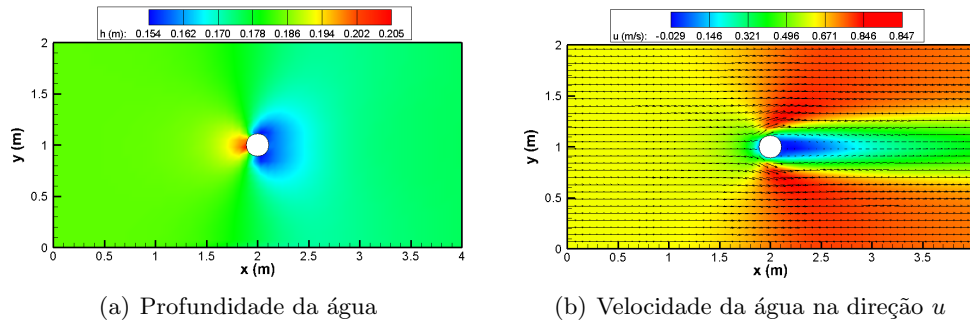 h (m): 0.154 0.162 0.170 0.178 0.186 0.194 0.202 0.205
2
1.5
1
0.5
0
y (m)
0 0.5 1 1.5 2 2.5 3 3.5 4
x (m)
(a) Profundidade da água
u (m/s): -0.029 0.146 0.321 0.496 0.671 0.846 0.847
2
1.5
1
0.5
0
y (m)
0 0.5 1 1.5 2 2.5 3 3.5
x (m)
(b) Velocidade da água na direção u